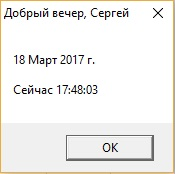 Добрый вечер, Сергей
18 Март 2017 г.
Сейчас 17:48:03
OK